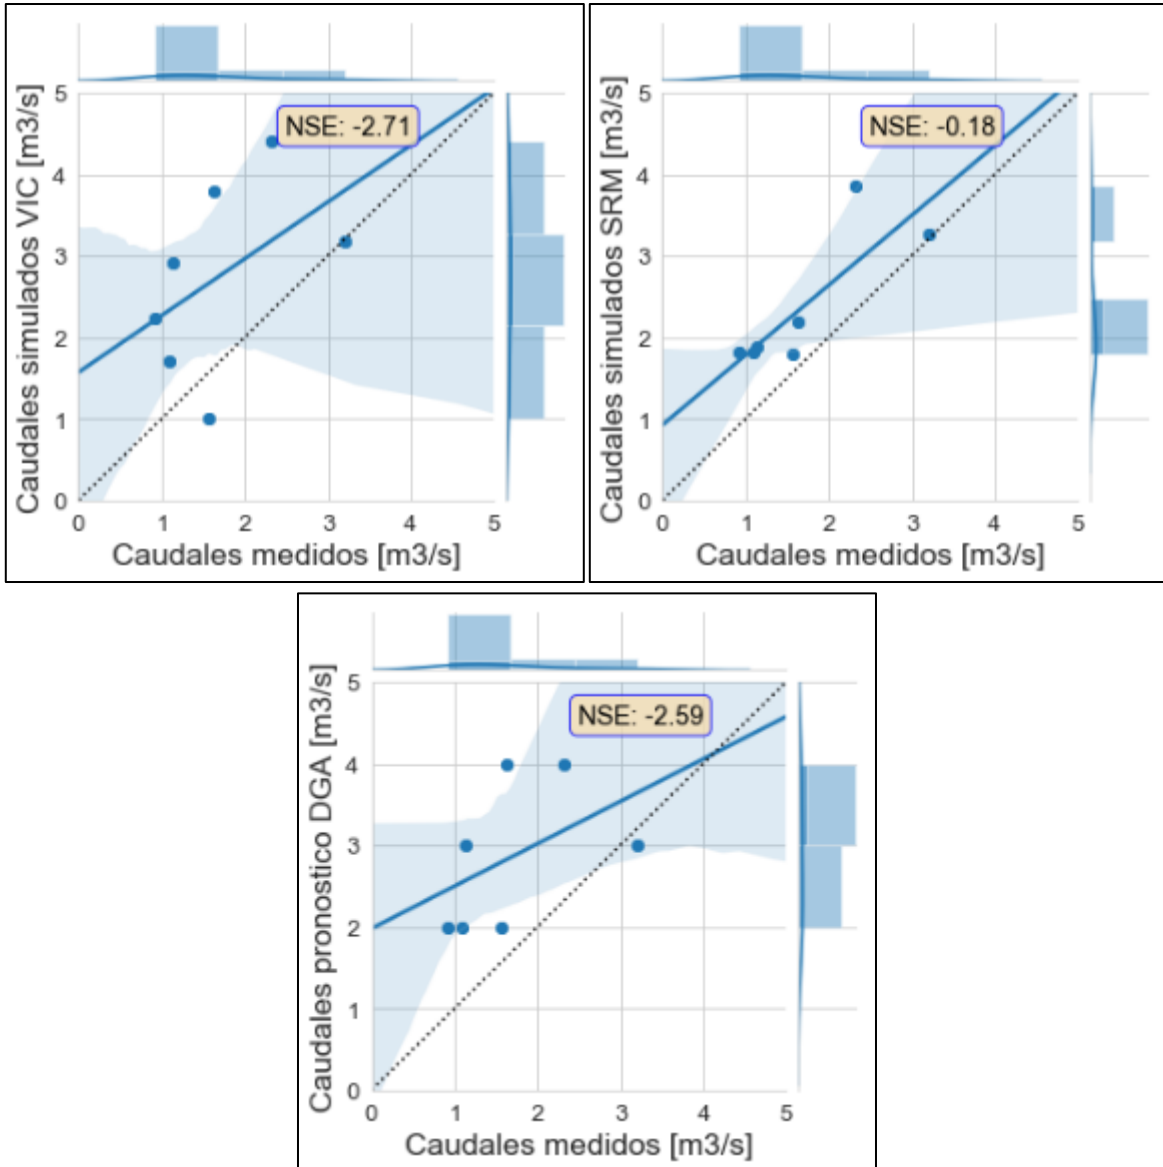 Caudales simulados VIC [m3/s]
5
4
3
2
1
0
NSE: -2.71
0 1 2 3 4 5
Caudales medidos [m3/s]
Caudales simulados SRM [m3/s]
5
4
3
2
1
0
NSE: -0.18
0 1 2 3 4 5
Caudales medidos [m3/s]
Caudales pronostico DGA [m3/s]
5
4
3
2
1
0
NSE: -2.59
0 1 2 3 4 5
Caudales medidos [m3/s]